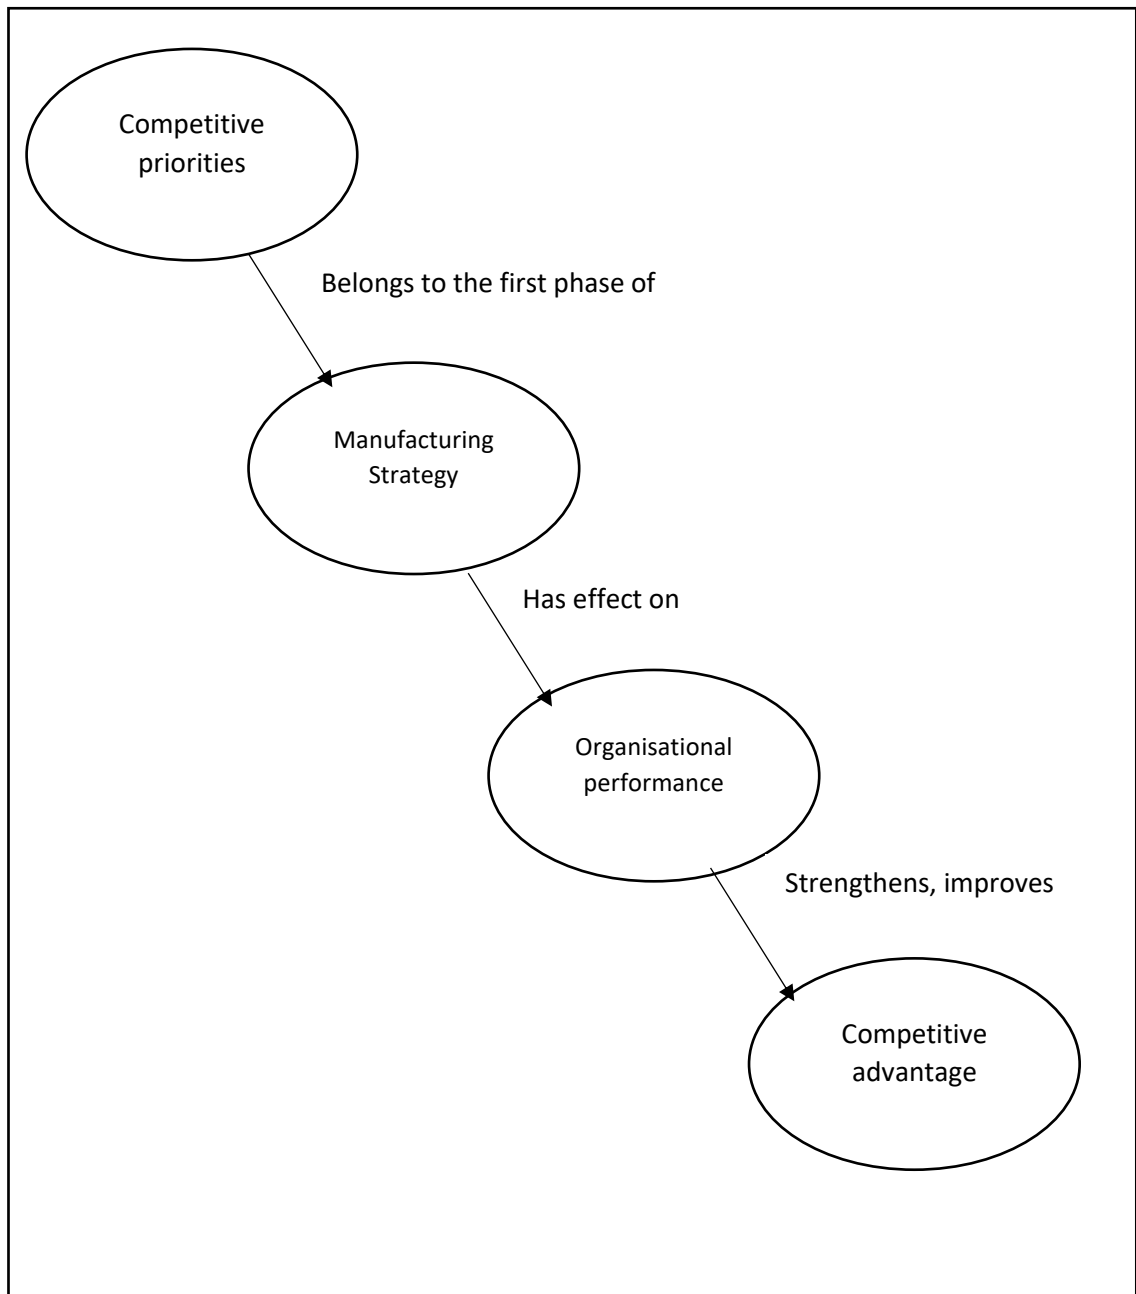 Competitive
priorities
Belongs to the first phase of
Manufacturing
Strategy
Has effect on
Organisational
performance
Strengthens, improves
Competitive
advantage